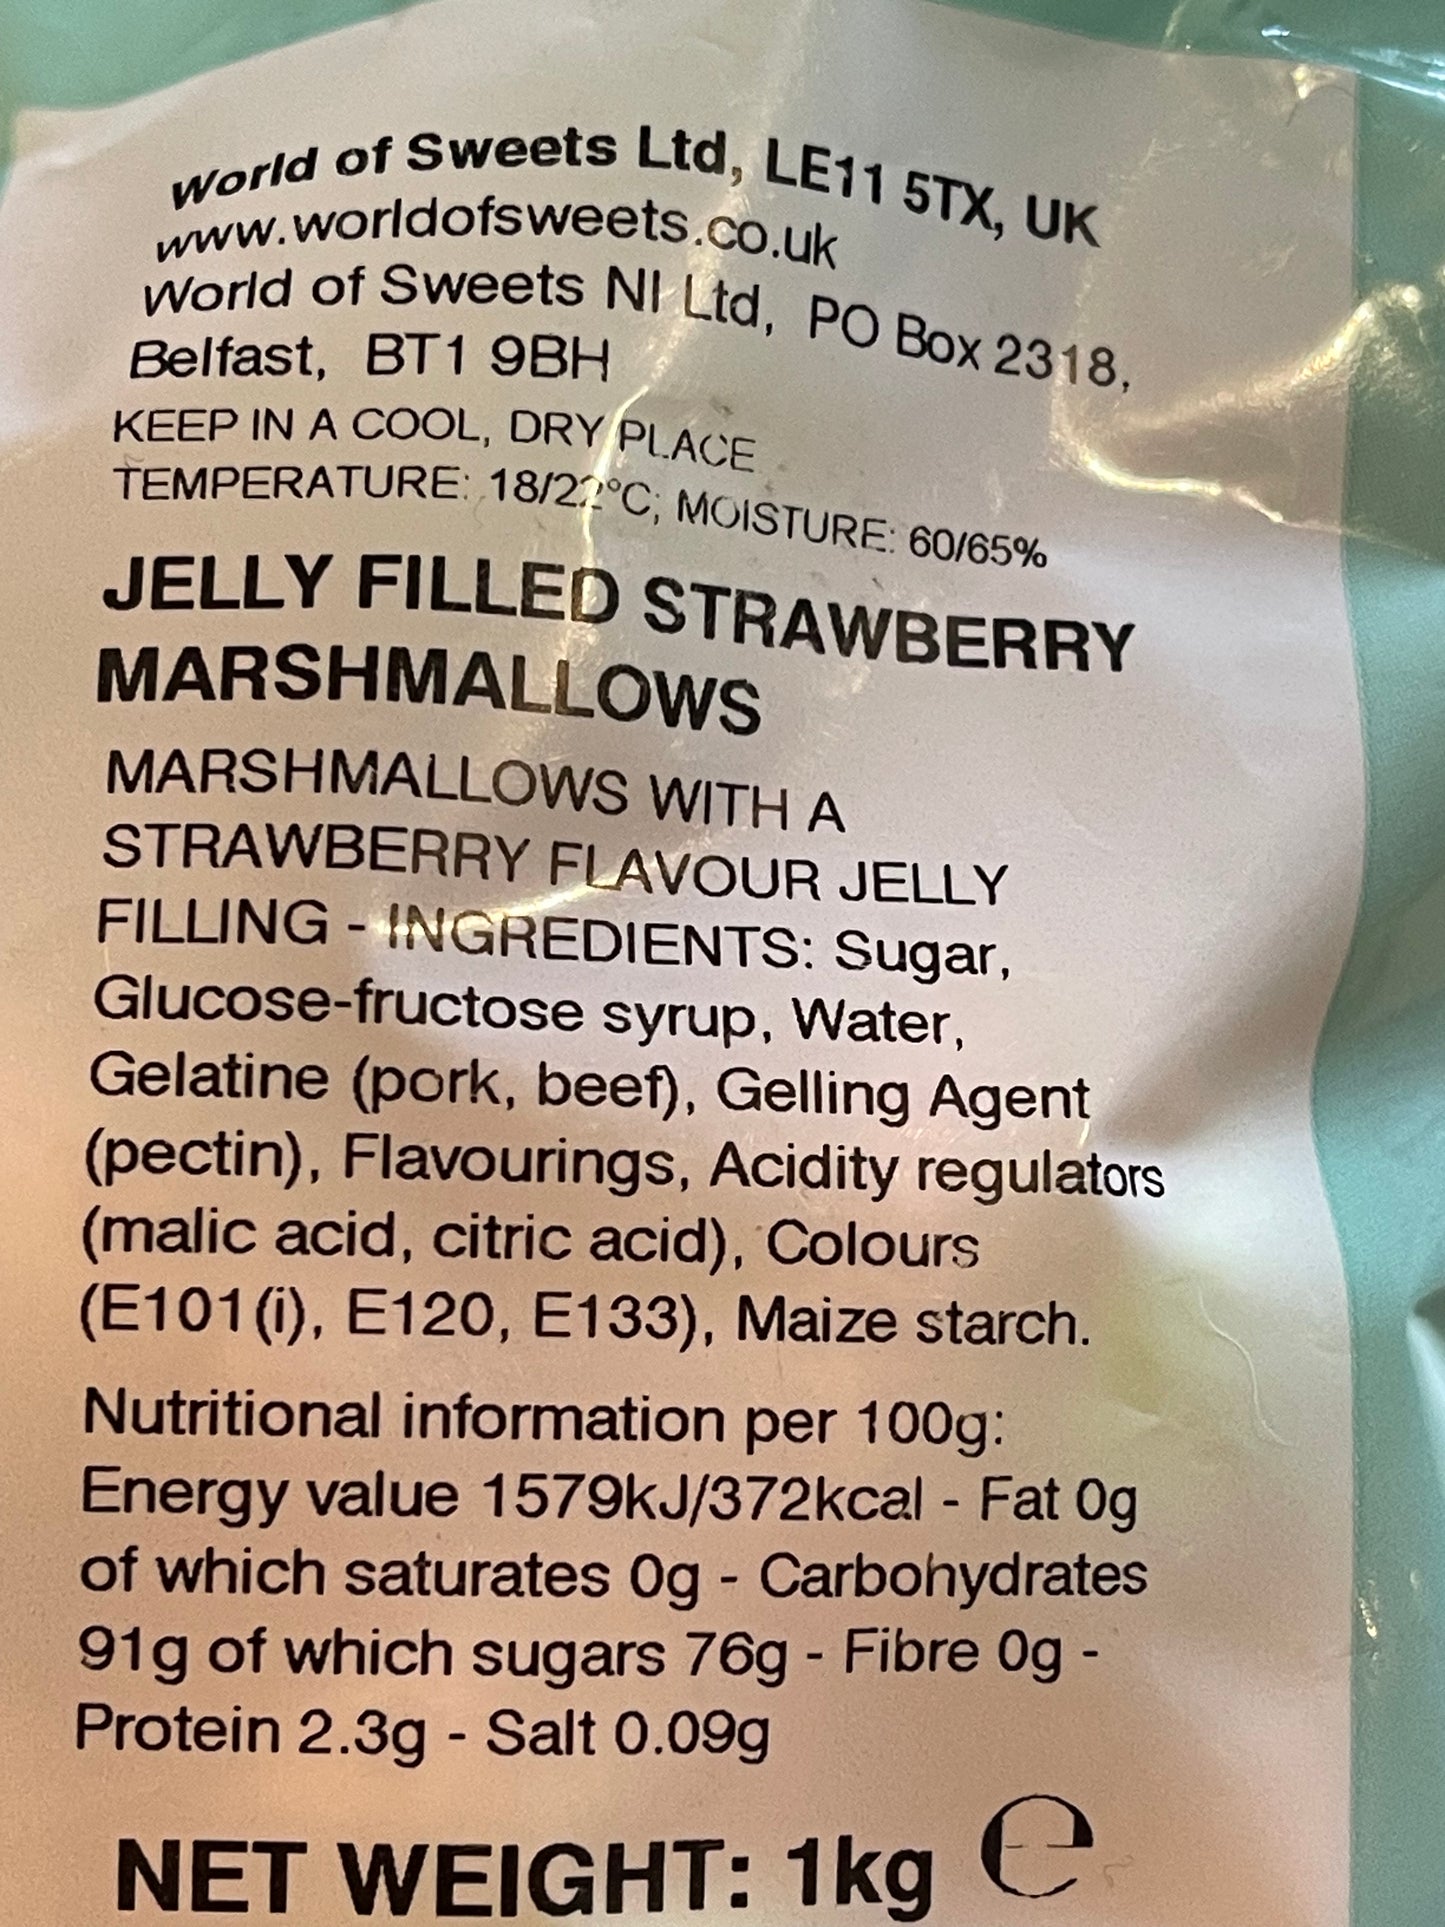 World of Sweets Ltd, LE11 5TX, UK
www.worldofsweets.co.uk
World of Sweets NI Ltd, PO Box 2318,
Belfast, BT1 9BH
KEEP IN A COOL, DRY PLACE
TEMPERATURE: 18/22°C; MOISTURE: 60/65%
JELLY FILLED STRAWBERRY
MARSHMALLOWS
MARSHMALLOWS WITH A
STRAWBERRY FLAVOUR JELLY
FILLING - INGREDIENTS: Sugar,
Glucose-fructose syrup, Water,
Gelatine (pork, beef), Gelling Agent
(pectin), Flavourings, Acidity regulators
(malic acid, citric acid), Colours
(E101(i), E120, E133), Maize starch.
Nutritional information per 100g:
Energy value 1579kJ/372kcal - Fat 0g
of which saturates 0g - Carbohydrates
91g of which sugars 76g - Fibre 0g -
Protein 2.3g - Salt 0.09g
NET WEIGHT: 1kg ℮